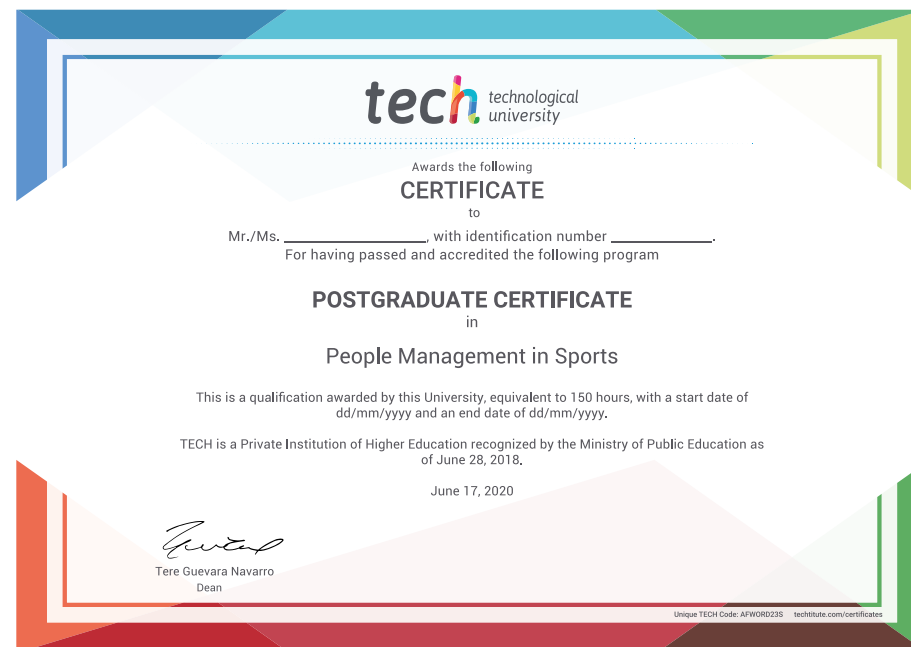 tech technological
university
Awards the following
CERTIFICATE
to
Mr./Ms. ____________________, with identification number ______________.
For having passed and accredited the following program
POSTGRADUATE CERTIFICATE
in
People Management in Sports
This is a qualification awarded by this University, equivalent to 150 hours, with a start date of
dd/mm/yyyy and an end date of dd/mm/yyyy.
TECH is a Private Institution of Higher Education recognized by the Ministry of Public Education as
of June 28, 2018.
June 17, 2020
Tere Guevara Navarro
Dean
Unique TECH Code: AFWORD23S techtitute.com/certificates